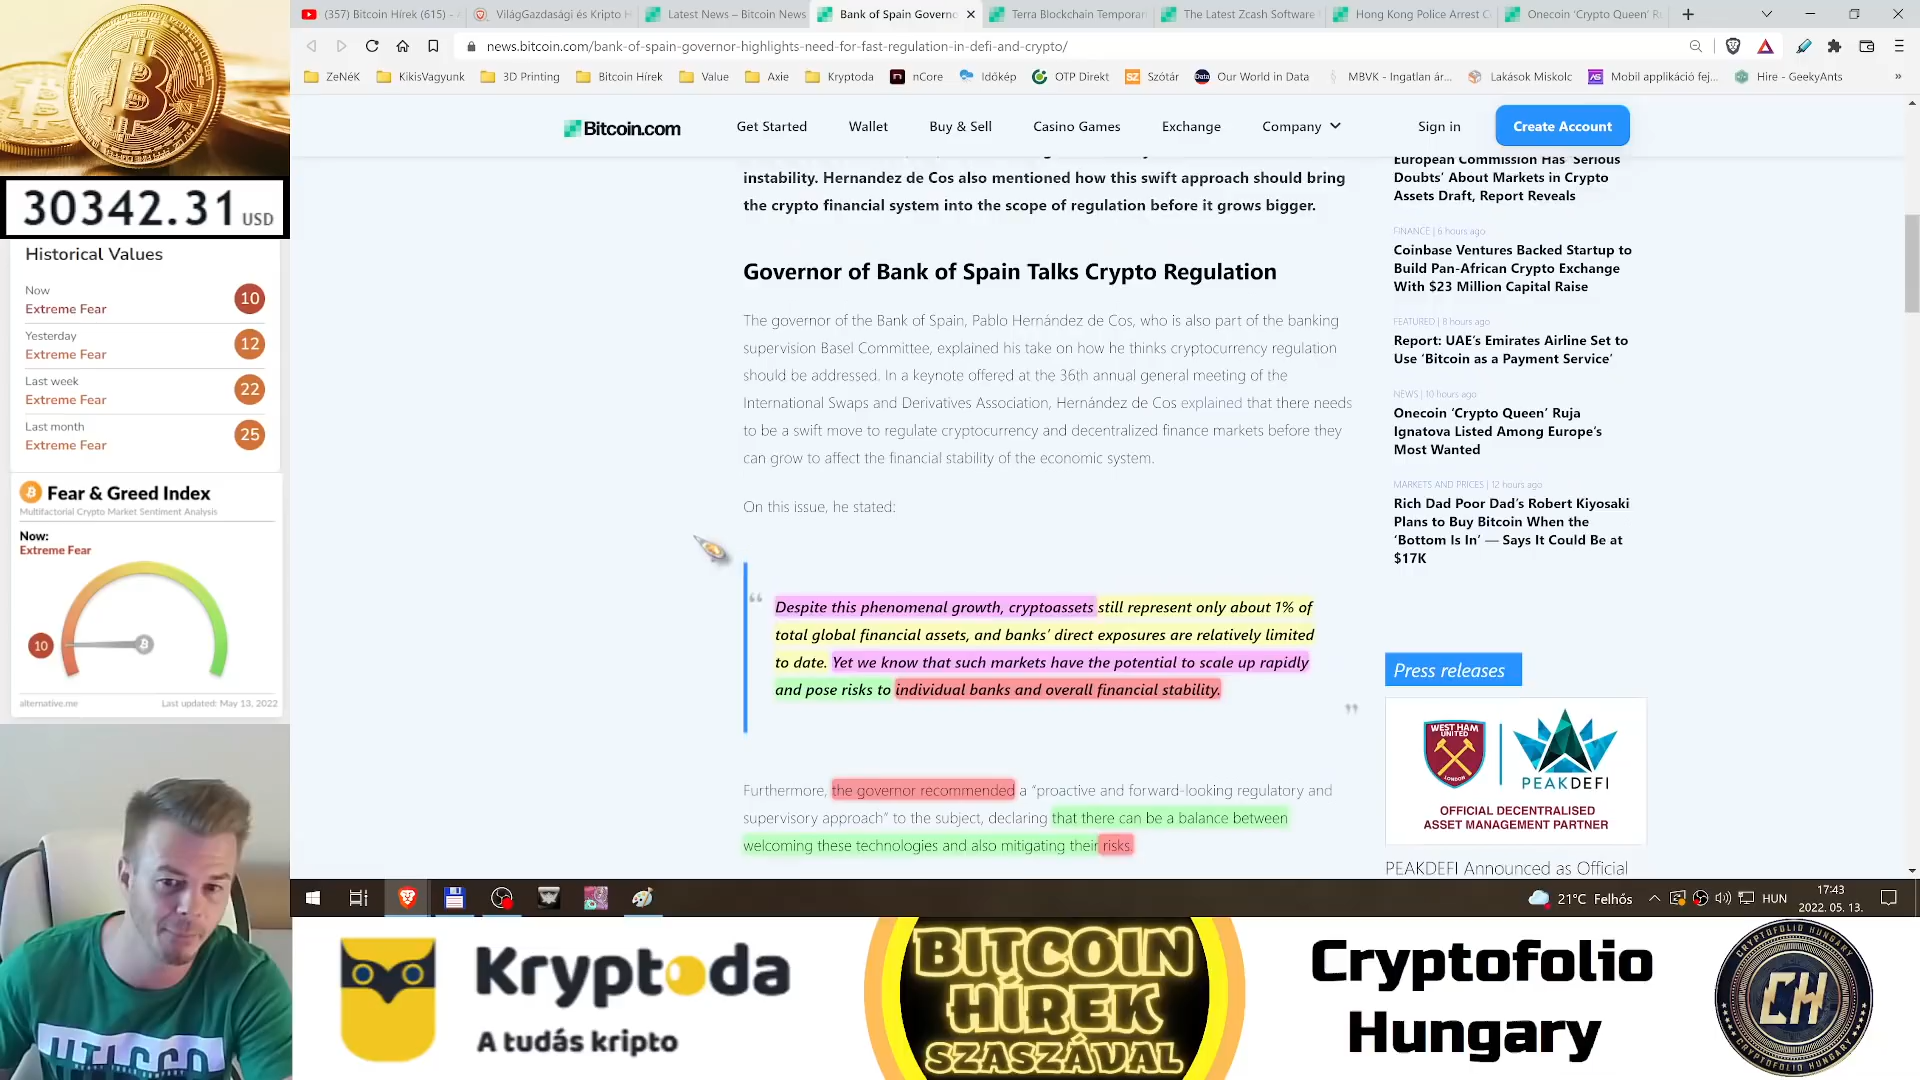 (357) Bitcoin Hírek (615) -
VilágGazdasági és Kripto H
Latest News – Bitcoin News
Bank of Spain Governo
Terra Blockchain Temporar
The Latest Zcash Software
Hong Kong Police Arrest C
Onecoin 'Crypto Queen' Ru
news.bitcoin.com/bank-of-spain-governor-highlights-need-for-fast-regulation-in-defi-and-crypto/
ZeNéK
KikisVagyunk
3D Printing
Bitcoin Hírek
Value
Axie
Kryptoda
nCore
Időkép
OTP Direkt
Szótár
Our World in Data
MBVK - Ingatlan ár...
Lakások Miskolc
Mobil applikáció fej...
Hire - GeekyAnts
Bitcoin.com
Get Started
Wallet
Buy & Sell
Casino Games
Exchange
Company
Sign in
Create Account
instability. Hernandez de Cos also mentioned how this swift approach should bring
the crypto financial system into the scope of regulation before it grows bigger.
Governor of Bank of Spain Talks Crypto Regulation
The governor of the Bank of Spain, Pablo Hernández de Cos, who is also part of the banking
supervision Basel Committee, explained his take on how he thinks cryptocurrency regulation
should be addressed. In a keynote offered at the 36th annual general meeting of the
International Swaps and Derivatives Association, Hernández de Cos explained that there needs
to be a swift move to regulate cryptocurrency and decentralized finance markets before they
can grow to affect the financial stability of the economic system.
On this issue, he stated:
“ Despite this phenomenal growth, cryptoassets still represent only about 1% of
total global financial assets, and banks' direct exposures are relatively limited
to date. Yet we know that such markets have the potential to scale up rapidly
and pose risks to individual banks and overall financial stability. ”
Furthermore, the governor recommended a “proactive and forward-looking regulatory and
supervisory approach” to the subject, declaring that there can be a balance between
welcoming these technologies and also mitigating their risks.
European Commission Has 'Serious
Doubts' About Markets in Crypto
Assets Draft, Report Reveals
FINANCE | 6 hours ago
Coinbase Ventures Backed Startup to
Build Pan-African Crypto Exchange
With $23 Million Capital Raise
FEATURED | 8 hours ago
Report: UAE's Emirates Airline Set to
Use 'Bitcoin as a Payment Service'
NEWS | 10 hours ago
Onecoin 'Crypto Queen' Ruja
Ignatova Listed Among Europe's
Most Wanted
MARKETS AND PRICES | 12 hours ago
Rich Dad Poor Dad's Robert Kiyosaki
Plans to Buy Bitcoin When the
'Bottom Is In' — Says It Could Be at
$17K
Press releases
WEST HAM
UNITED
LONDON
PEAKDEFI
OFFICIAL DECENTRALISED
ASSET MANAGEMENT PARTNER
PEAKDEFI Announced as Official
30342.31 USD
Historical Values
Now
Extreme Fear
10
Yesterday
Extreme Fear
12
Last week
Extreme Fear
22
Last month
Extreme Fear
25
Fear & Greed Index
Multifactorial Crypto Market Sentiment Analysis
Now:
Extreme Fear
10
alternative.me
Last updated: May 13, 2022
21°C Felhős
HUN
17:43
2022. 05. 13.
Kryptoda
A tudás kripto
BITCOIN
HÍREK
SZASZÁVAL
Cryptofolio
Hungary
CRYPTOFOLIO HUNGARY
CH
CRYPTOFOLIO HUNGARY